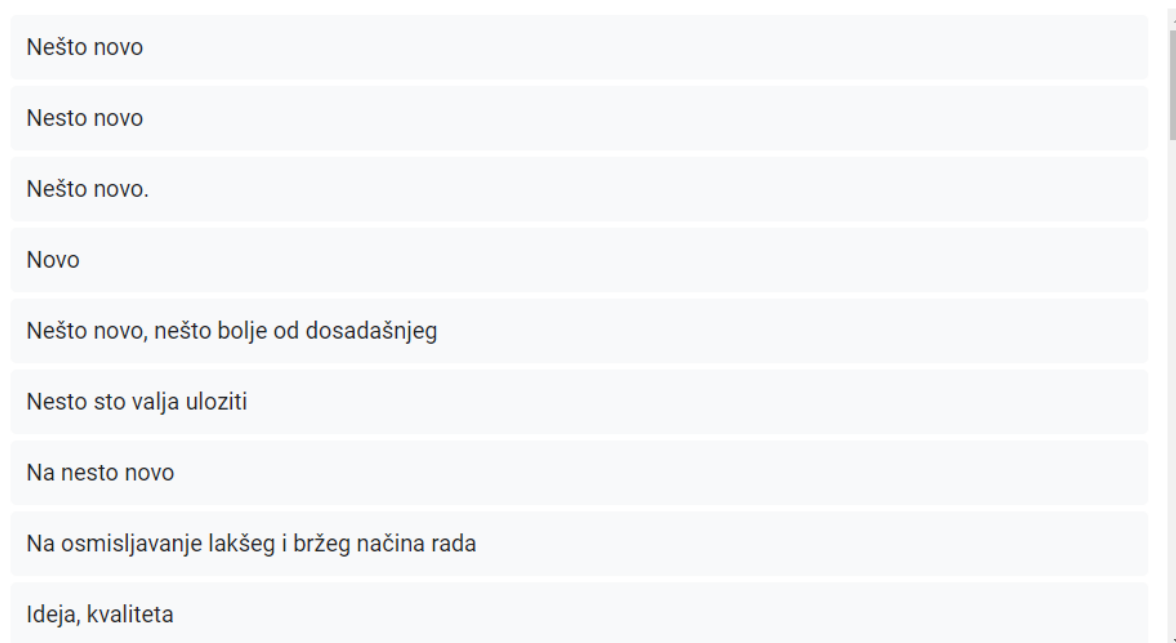 Nešto novo
Nesto novo
Nešto novo.
Novo
Nešto novo, nešto bolje od dosadašnjeg
Nesto sto valja uloziti
Na nesto novo
Na osmisljavanje lakšeg i bržeg načina rada
Ideja, kvaliteta